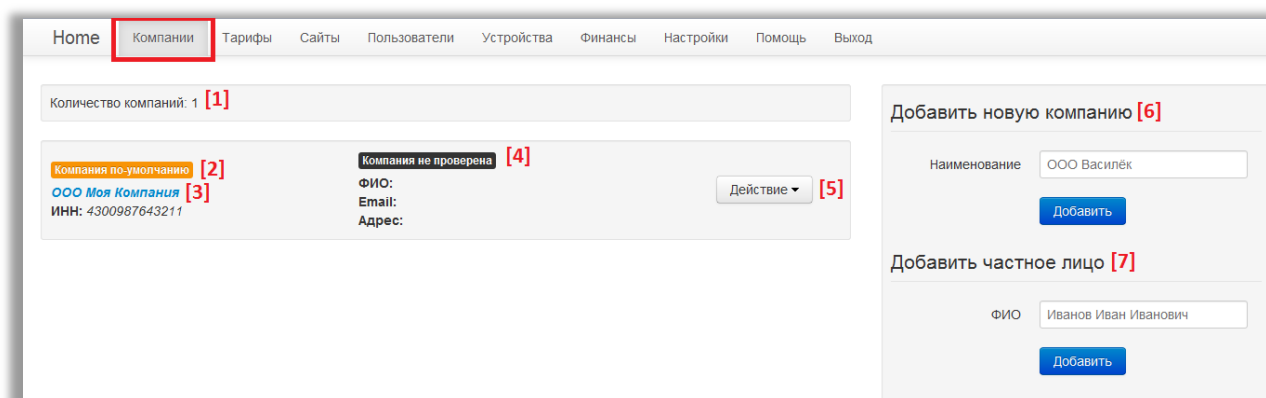 Home Компании Тарифы Сайты Пользователи Устройства Финансы Настройки Помощь Выход
Количество компаний: 1 [1]
Компания по-умолчанию [2]
ООО Моя Компания [3]
ИНН: 4300987643211
Компания не проверена [4]
ФИО:
Email:
Адрес:
Действие [5]
Добавить новую компанию [6]
Наименование ООО Василёк
Добавить
Добавить частное лицо [7]
ФИО Иванов Иван Иванович
Добавить